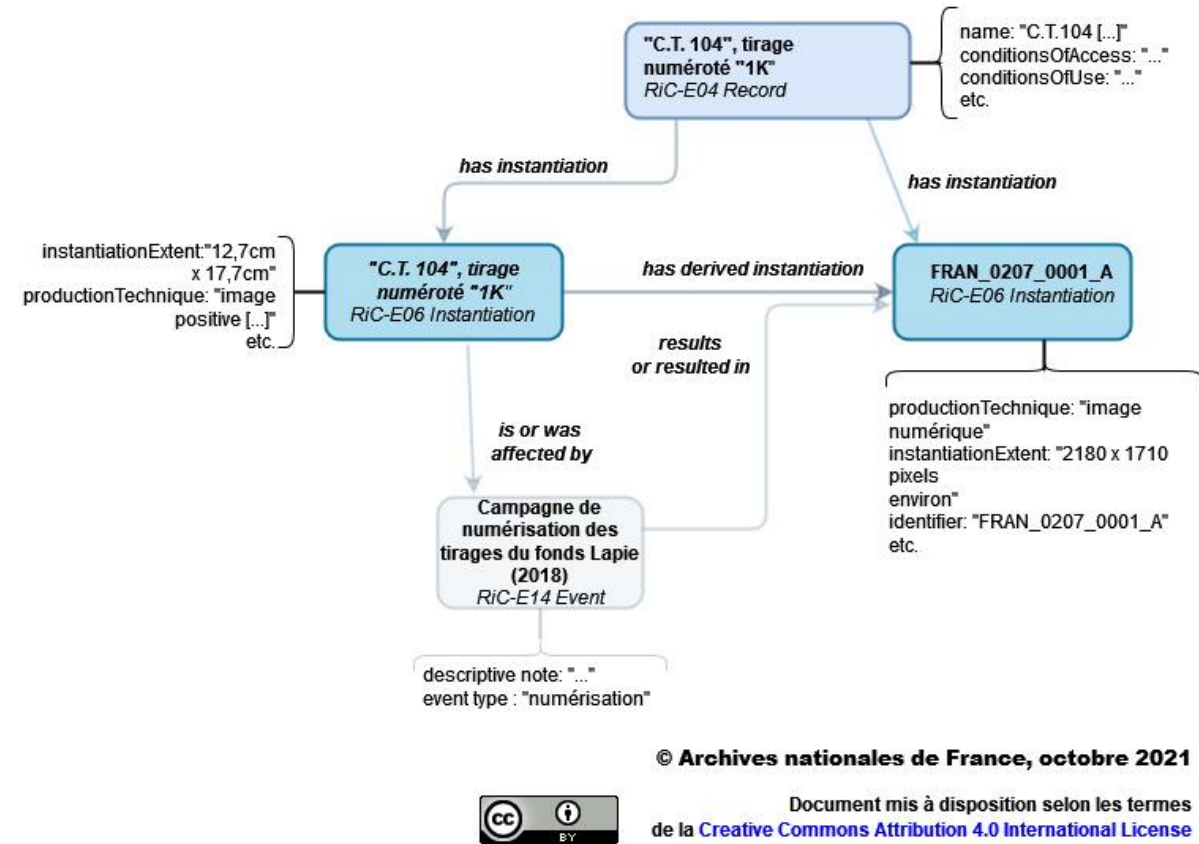 "C.T. 104", tirage
numéroté "1K"
RiC-E04 Record
name: "C.T.104 [...]"
conditionsOfAccess: "..."
conditionsOfUse: "..."
etc.
has instantiation
has instantiation
instantiationExtent:"12,7cm
x 17,7cm"
productionTechnique: "image
positive [...]"
etc.
"C.T. 104", tirage
numéroté "1K"
RiC-E06 Instantiation
has derived instantiation
FRAN_0207_0001_A
RiC-E06 Instantiation
results
or resulted in
is or was
affected by
productionTechnique: "image
numérique"
instantiationExtent: "2180 x 1710
pixels
environ"
identifier: "FRAN_0207_0001_A"
etc.
Campagne de
numérisation des
tirages du fonds Lapie
(2018)
RiC-E14 Event
descriptive note: "..."
event type : "numérisation"
© Archives nationales de France, octobre 2021
cc
BY
Document mis à disposition selon les termes
de la Creative Commons Attribution 4.0 International License